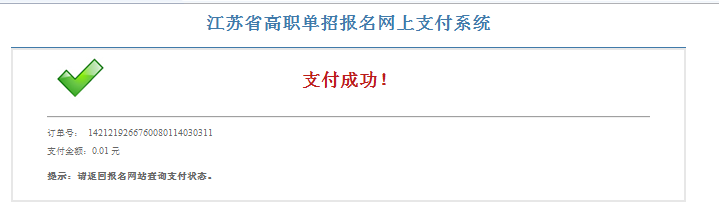 江苏省高职单招报名网上支付系统
支付成功！
订单号： 1421219266760080114030311
支付金额：0.01 元
提示：请返回报名网站查询支付状态。